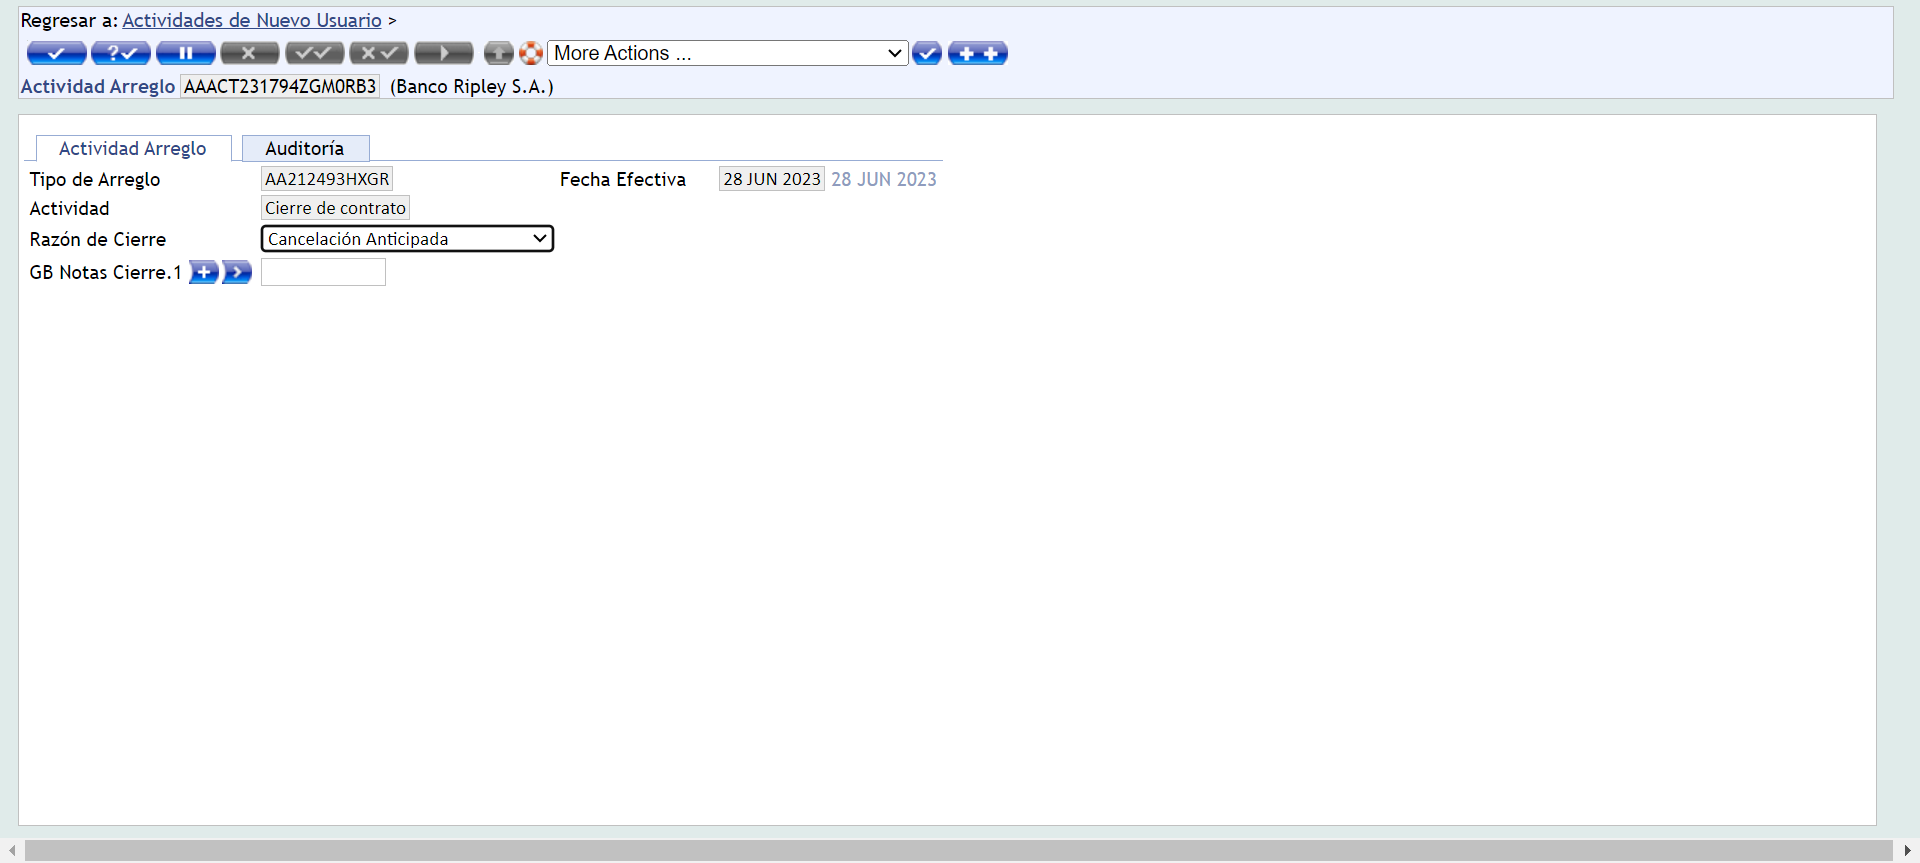 Regresar a: Actividades de Nuevo Usuario >
More Actions ...
Actividad Arreglo AAACT231794ZGM0RB3 (Banco Ripley S.A.)
Actividad Arreglo Auditoría
Tipo de Arreglo AA212493HXGR Fecha Efectiva 28 JUN 2023 28 JUN 2023
Actividad Cierre de contrato
Razón de Cierre Cancelación Anticipada
GB Notas Cierre.1